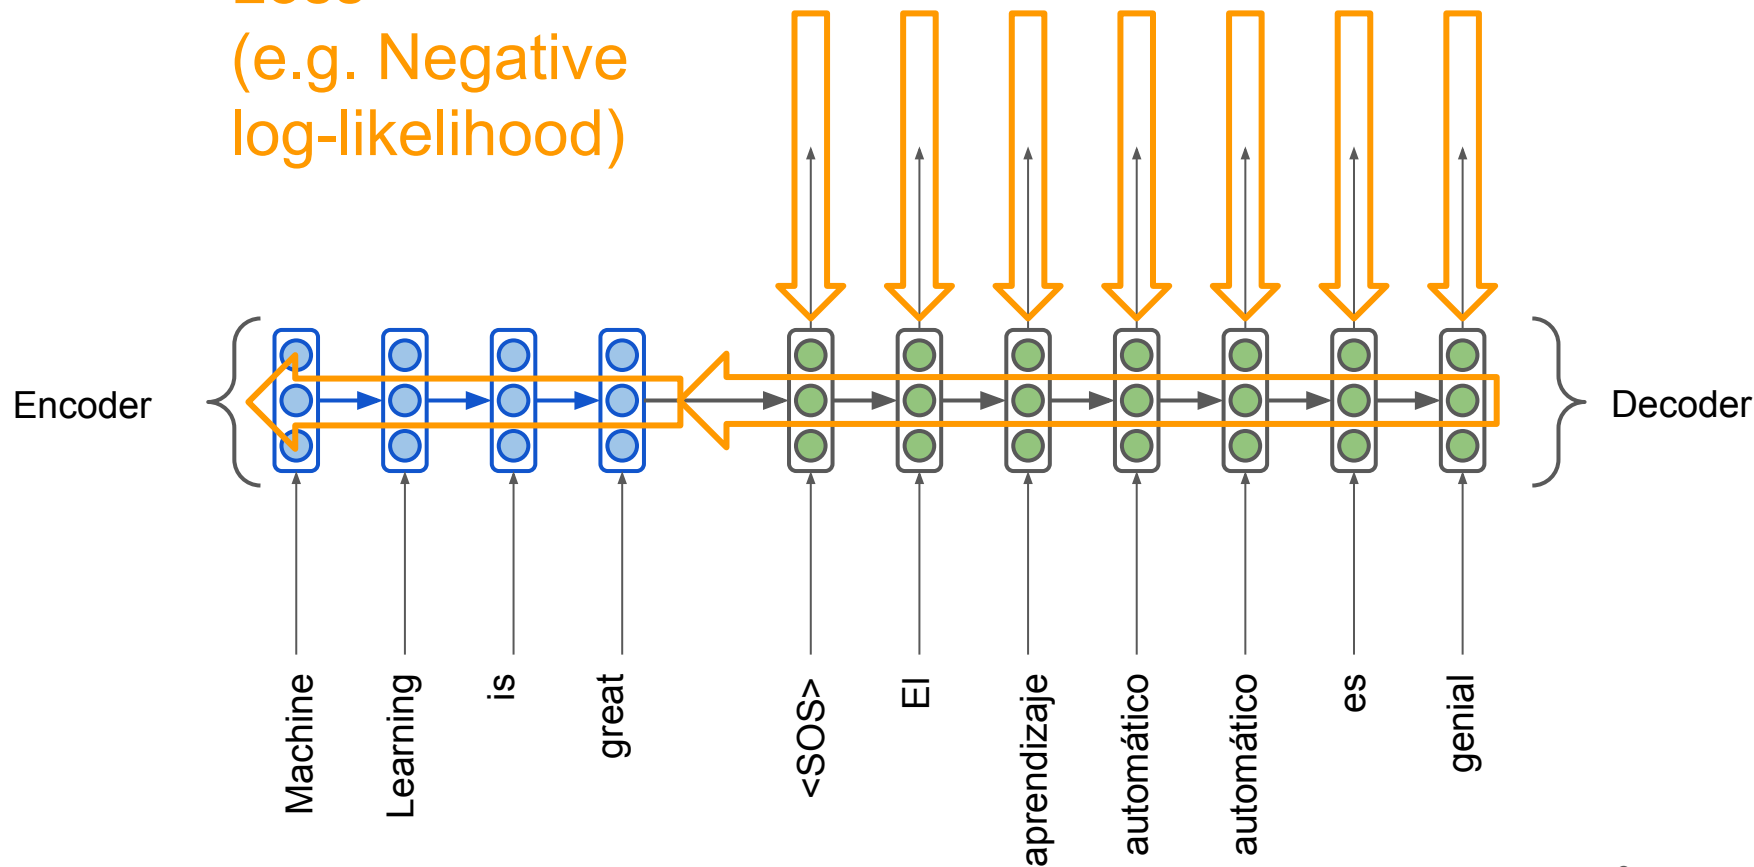 (e.g. Negative
log-likelihood)
Encoder
Decoder
Machine
Learning
is
great
<SOS>
El
aprendizaje
automático
automático
es
genial